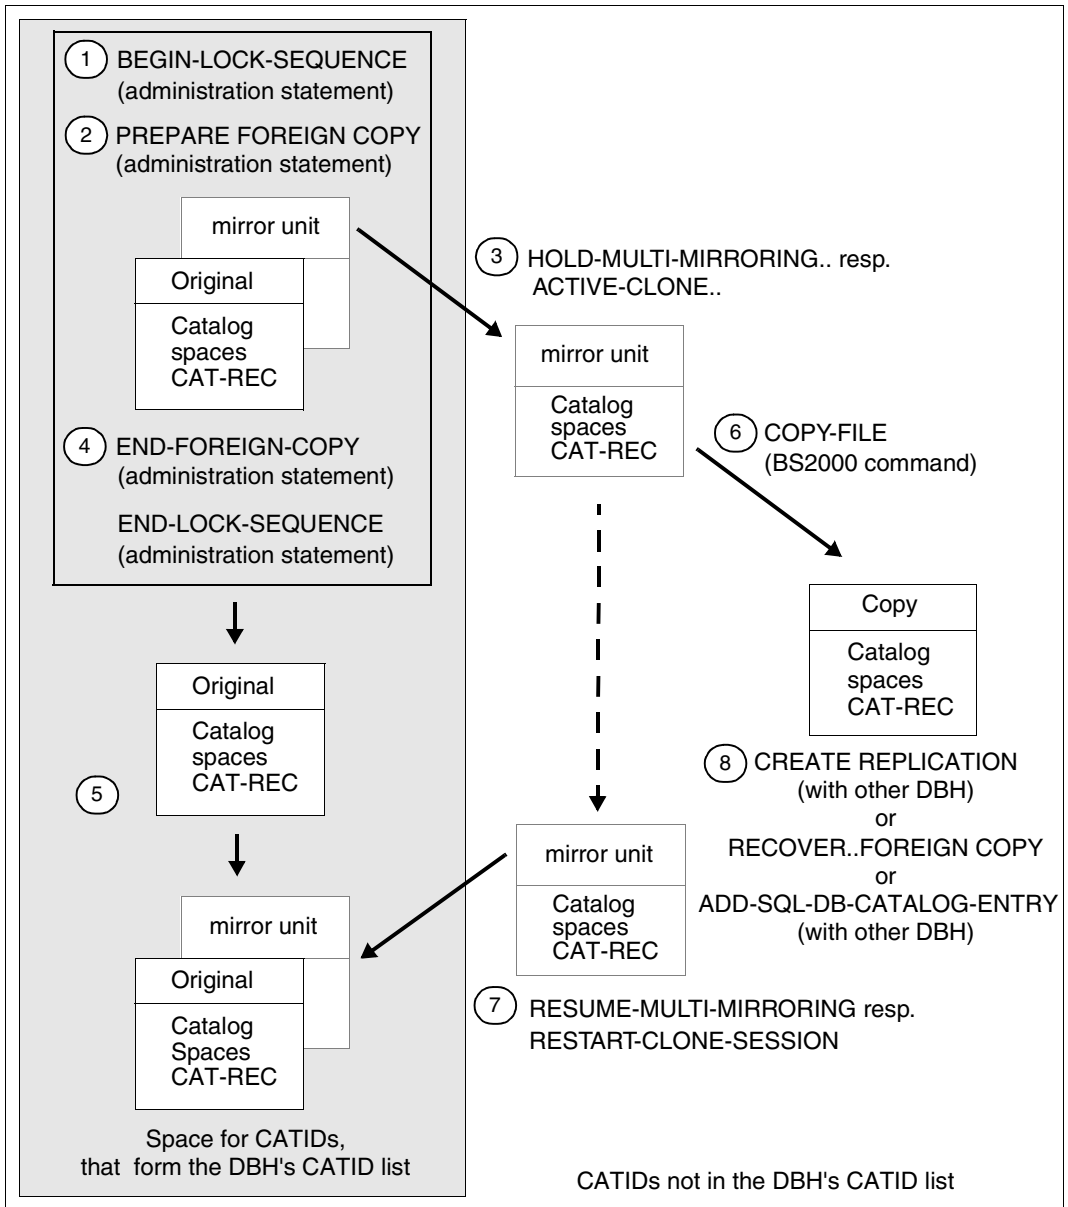 1 BEGIN-LOCK-SEQUENCE
(administration statement)
2 PREPARE FOREIGN COPY
(administration statement)
mirror unit
Original
Catalog
spaces
CAT-REC
3 HOLD-MULTI-MIRRORING.. resp.
ACTIVE-CLONE..
mirror unit
Catalog
spaces
CAT-REC
4 END-FOREIGN-COPY
(administration statement)
END-LOCK-SEQUENCE
(administration statement)
6 COPY-FILE
(BS2000 command)
Copy
Catalog
spaces
CAT-REC
Original
Catalog
spaces
CAT-REC
5
8 CREATE REPLICATION
(with other DBH)
or
RECOVER..FOREIGN COPY
or
ADD-SQL-DB-CATALOG-ENTRY
(with other DBH)
mirror unit
Catalog
spaces
CAT-REC
mirror unit
Original
Catalog
Spaces
CAT-REC
7 RESUME-MULTI-MIRRORING resp.
RESTART-CLONE-SESSION
Space for CATIDs,
that form the DBH's CATID list
CATIDs not in the DBH's CATID list